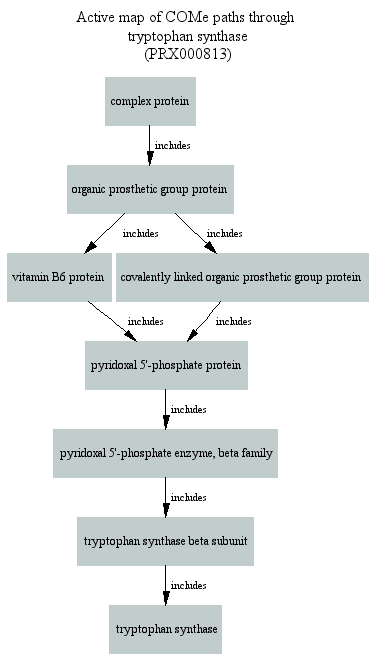 Active map of COMe paths through
tryptophan synthase
(PRX000813)
complex protein
includes
organic prosthetic group protein
includes
includes
vitamin B6 protein
covalently linked organic prosthetic group protein
includes
includes
pyridoxal 5'-phosphate protein
includes
pyridoxal 5'-phosphate enzyme, beta family
includes
tryptophan synthase beta subunit
includes
tryptophan synthase